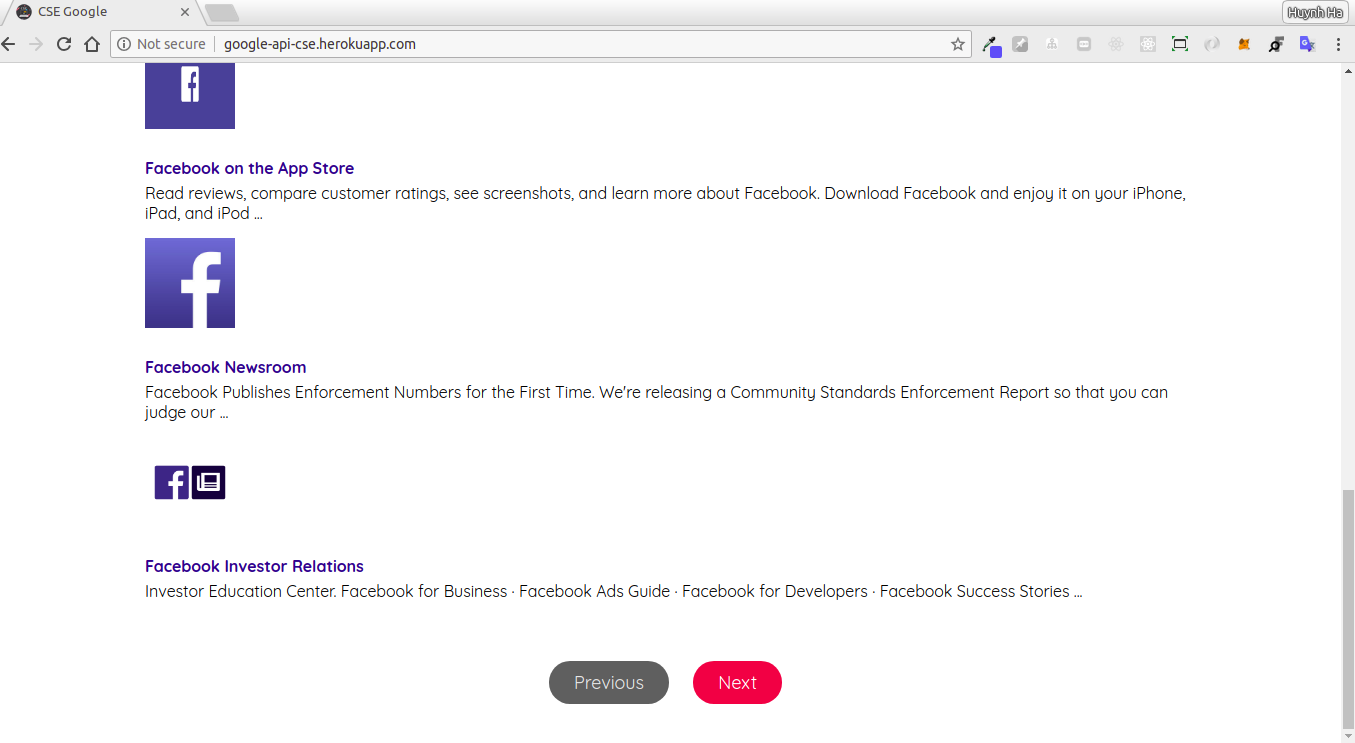 CSE Google
Huynh Ha
Not secure
google-api-cse.herokuapp.com
Facebook on the App Store
Read reviews, compare customer ratings, see screenshots, and learn more about Facebook. Download Facebook and enjoy it on your iPhone,
iPad, and iPod ...
Facebook Newsroom
Facebook Publishes Enforcement Numbers for the First Time. We're releasing a Community Standards Enforcement Report so that you can
judge our ...
Facebook Investor Relations
Investor Education Center. Facebook for Business · Facebook Ads Guide · Facebook for Developers · Facebook Success Stories ...
Previous
Next